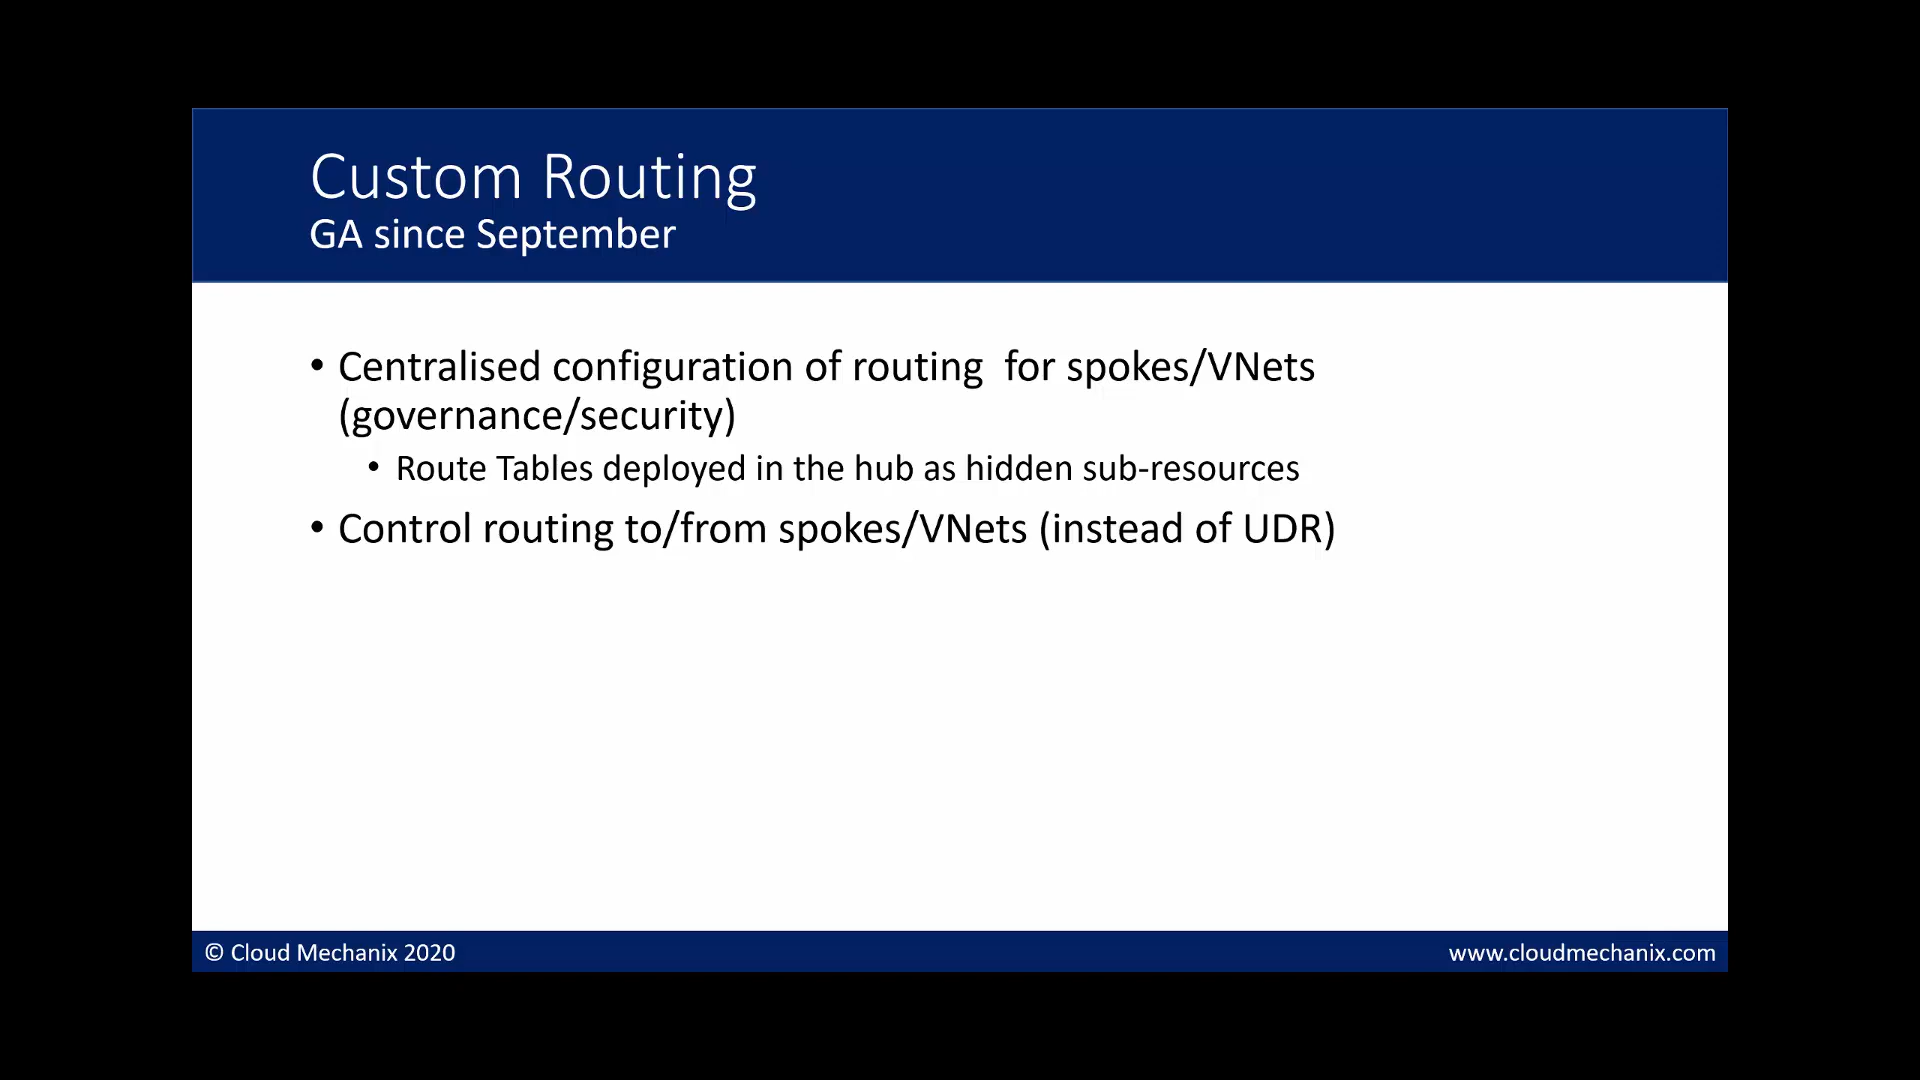 Custom Routing
GA since September
• Centralised configuration of routing  for spokes/VNets
(governance/security)
• Route Tables deployed in the hub as hidden sub-resources
• Control routing to/from spokes/VNets (instead of UDR)
© Cloud Mechanix 2020
www.cloudmechanix.com